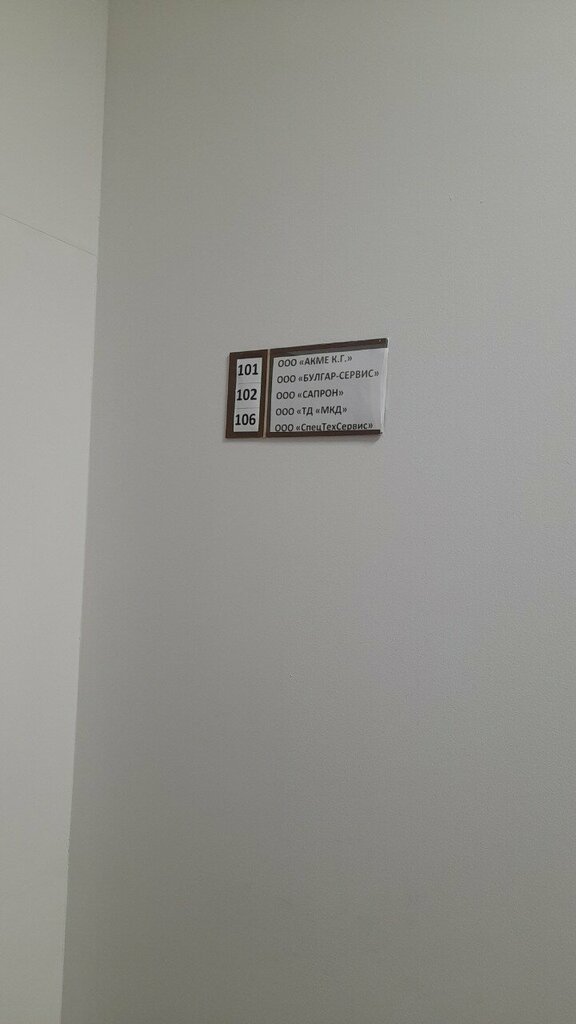 101
102
106
ООО «АКМЕ К.Г.»
ООО «БУЛГАР-СЕРВИС»
ООО «САПРОН»
ООО «ТД «МКД»
ООО «СпецТехСервис»